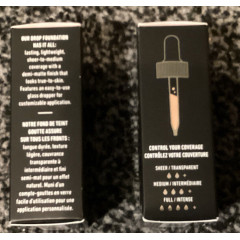 OUR DROP FOUNDATION
HAS IT ALL:
lasting, lightweight,
sheer-to-medium
coverage with a
demi-matte finish that
looks true-to-skin.
Features an easy-to-use
glass dropper for
customizable application.
NOTRE FOND DE TEINT
GOUTTE ASSURE
SUR TOUS LES FRONTS :
longue durée, texture
légère, couvrance
transparente à
intermédiaire et fini
semi-mat pour un effet
naturel. Muni d'un
compte-gouttes en verre
facile d'utilisation pour une
application personnalisée.
CONTROL YOUR COVERAGE
CONTRÔLEZ VOTRE COUVERTURE
SHEER / TRANSPARENT
MEDIUM / INTERMÉDIAIRE
FULL / INTENSE